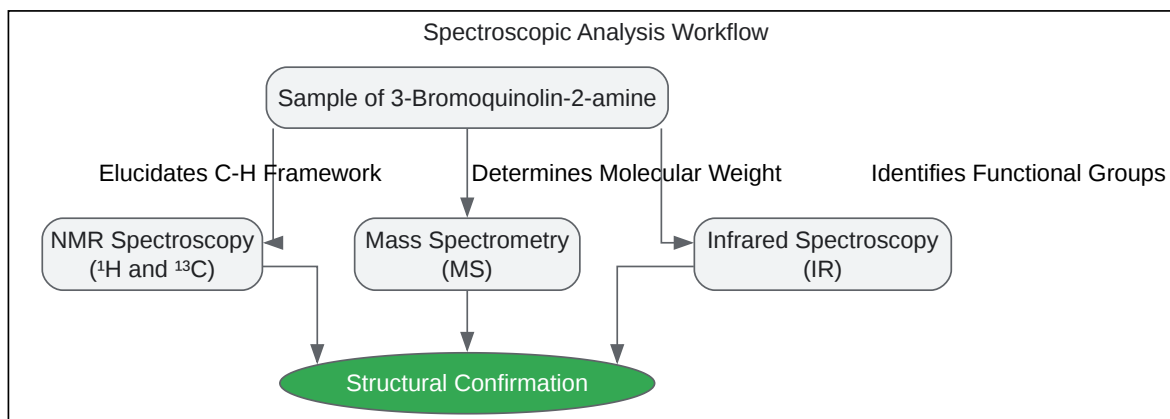 Spectroscopic Analysis Workflow
Sample of 3-Bromoquinolin-2-amine
Elucidates C-H Framework
Determines Molecular Weight
Identifies Functional Groups
NMR Spectroscopy
(¹H and ¹³C)
Mass Spectrometry
(MS)
Infrared Spectroscopy
(IR)
Structural Confirmation